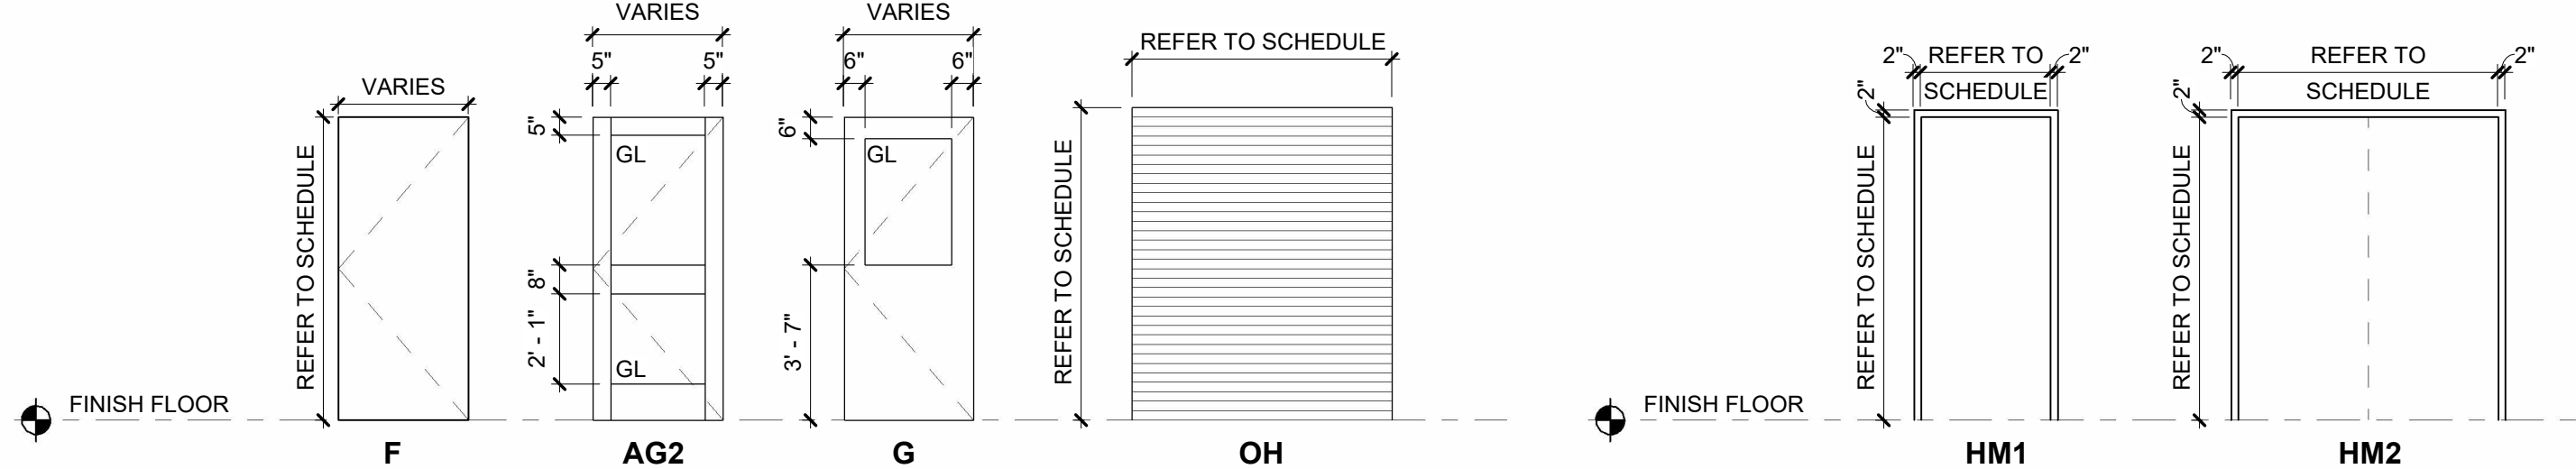 VARIES
REFER TO SCHEDULE
FINISH FLOOR
F
VARIES
5" 5"
5"
GL
8"
2' - 1"
GL
AG2
VARIES
6" 6"
6"
GL
3' - 7"
G
REFER TO SCHEDULE
REFER TO SCHEDULE
OH
FINISH FLOOR
2" REFER TO 2"
SCHEDULE
2"
REFER TO SCHEDULE
HM1
2" REFER TO 2"
SCHEDULE
2"
REFER TO SCHEDULE
HM2